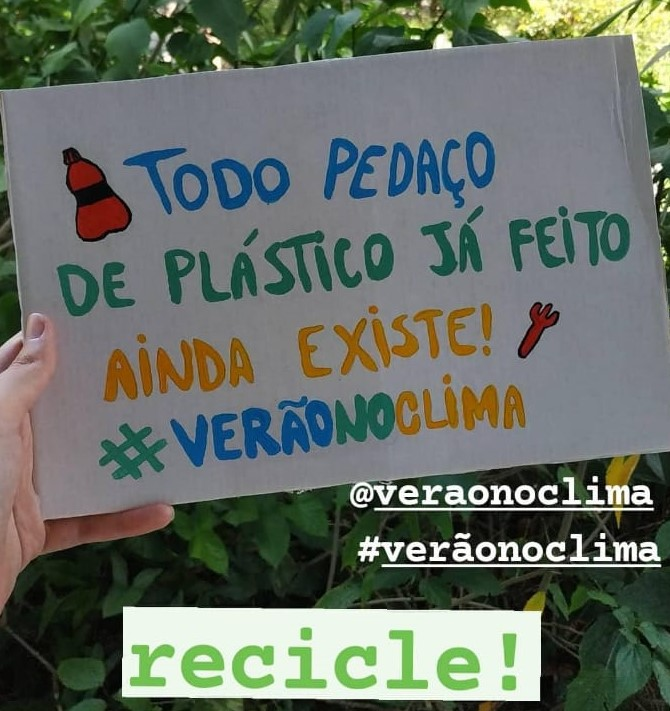 TODO PEDAÇO
DE PLÁSTICO JÁ FEITO
AINDA EXISTE!
#VERÃONOCLIMA
@veraonoclima
#verãonoclima
recicle!